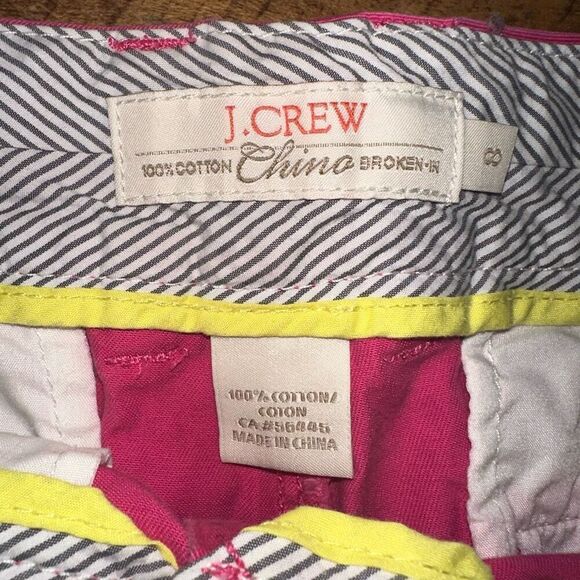 J.CREW
100% COTTON Chino BROKEN-IN
8
100% COTTON/
COTON
CA #56445
MADE IN CHINA